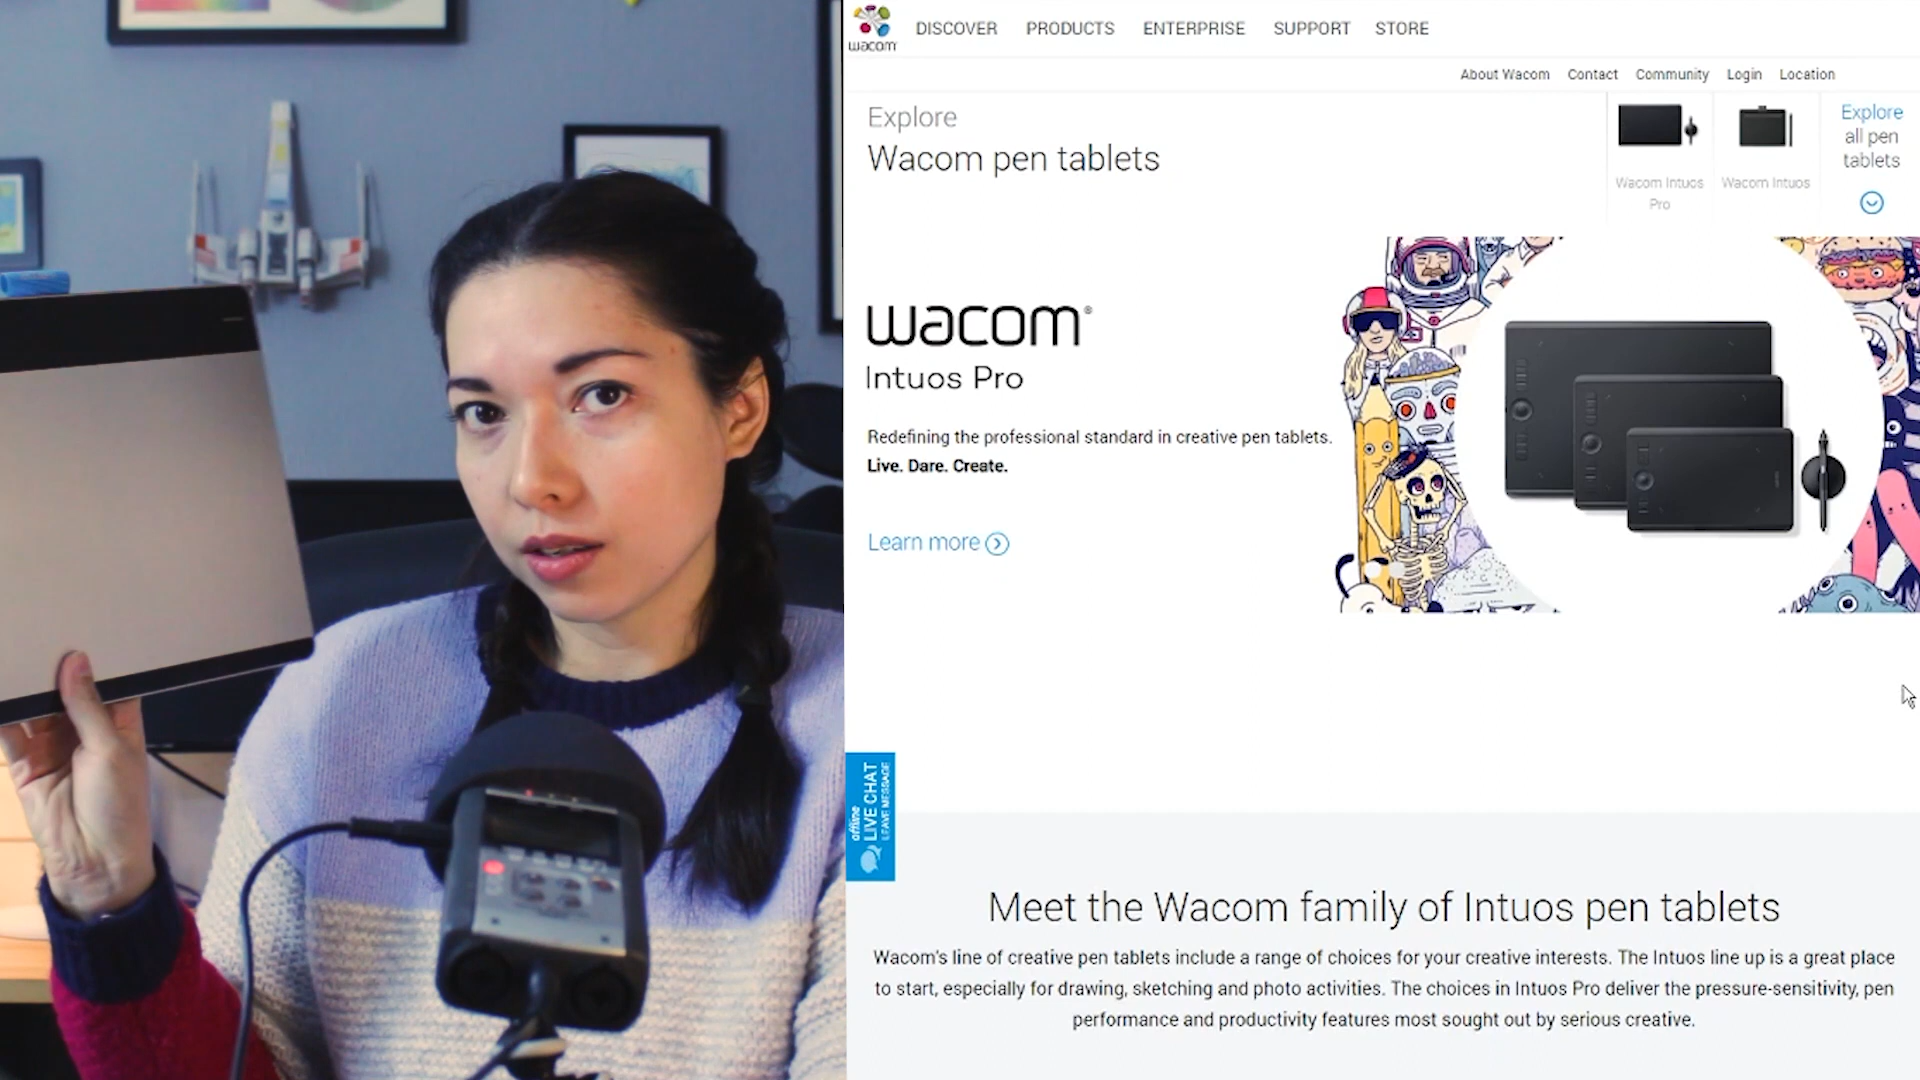 wacom
DISCOVER PRODUCTS ENTERPRISE SUPPORT STORE
About Wacom Contact Community Login Location
Explore
Wacom pen tablets
Wacom Intuos
Pro
Wacom Intuos
Explore
all pen
tablets
wacom®
Intuos Pro
Redefining the professional standard in creative pen tablets.
Live. Dare. Create.
Learn more
offline
LIVE CHAT
LEAVE MESSAGE
Meet the Wacom family of Intuos pen tablets
Wacom's line of creative pen tablets include a range of choices for your creative interests. The Intuos line up is a great place
to start, especially for drawing, sketching and photo activities. The choices in Intuos Pro deliver the pressure-sensitivity, pen
performance and productivity features most sought out by serious creative.